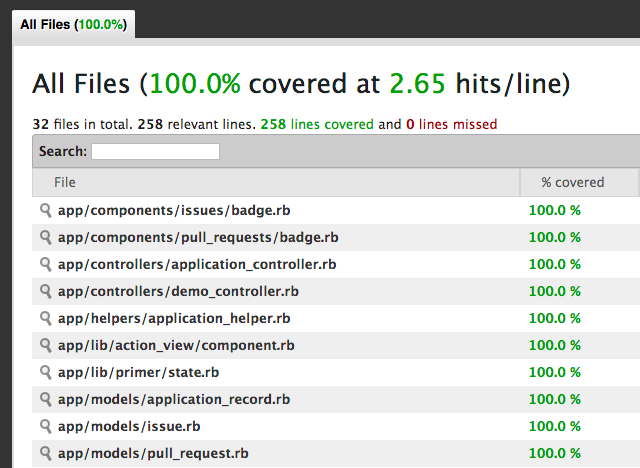 All Files (100.0%)
All Files (100.0% covered at 2.65 hits/line)
32 files in total. 258 relevant lines. 258 lines covered and 0 lines missed
Search:
File % covered
app/components/issues/badge.rb 100.0 %
app/components/pull_requests/badge.rb 100.0 %
app/controllers/application_controller.rb 100.0 %
app/controllers/demo_controller.rb 100.0 %
app/helpers/application_helper.rb 100.0 %
app/lib/action_view/component.rb 100.0 %
app/lib/primer/state.rb 100.0 %
app/models/application_record.rb 100.0 %
app/models/issue.rb 100.0 %
app/models/pull_request.rb 100.0 %